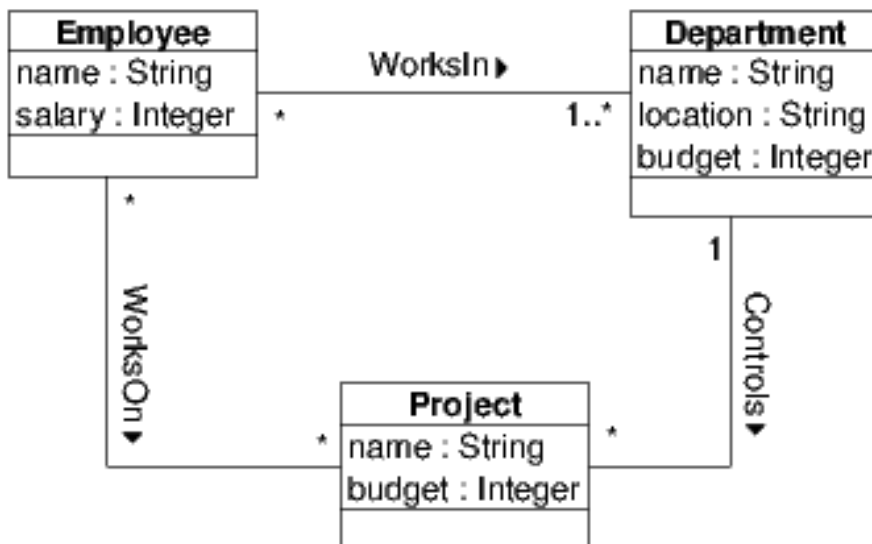 Employee
name : String
salary : Integer
WorksIn
*
1..*
Department
name : String
location : String
budget : Integer
*
1
WorksOn
Controls
*
*
Project
name : String
budget : Integer